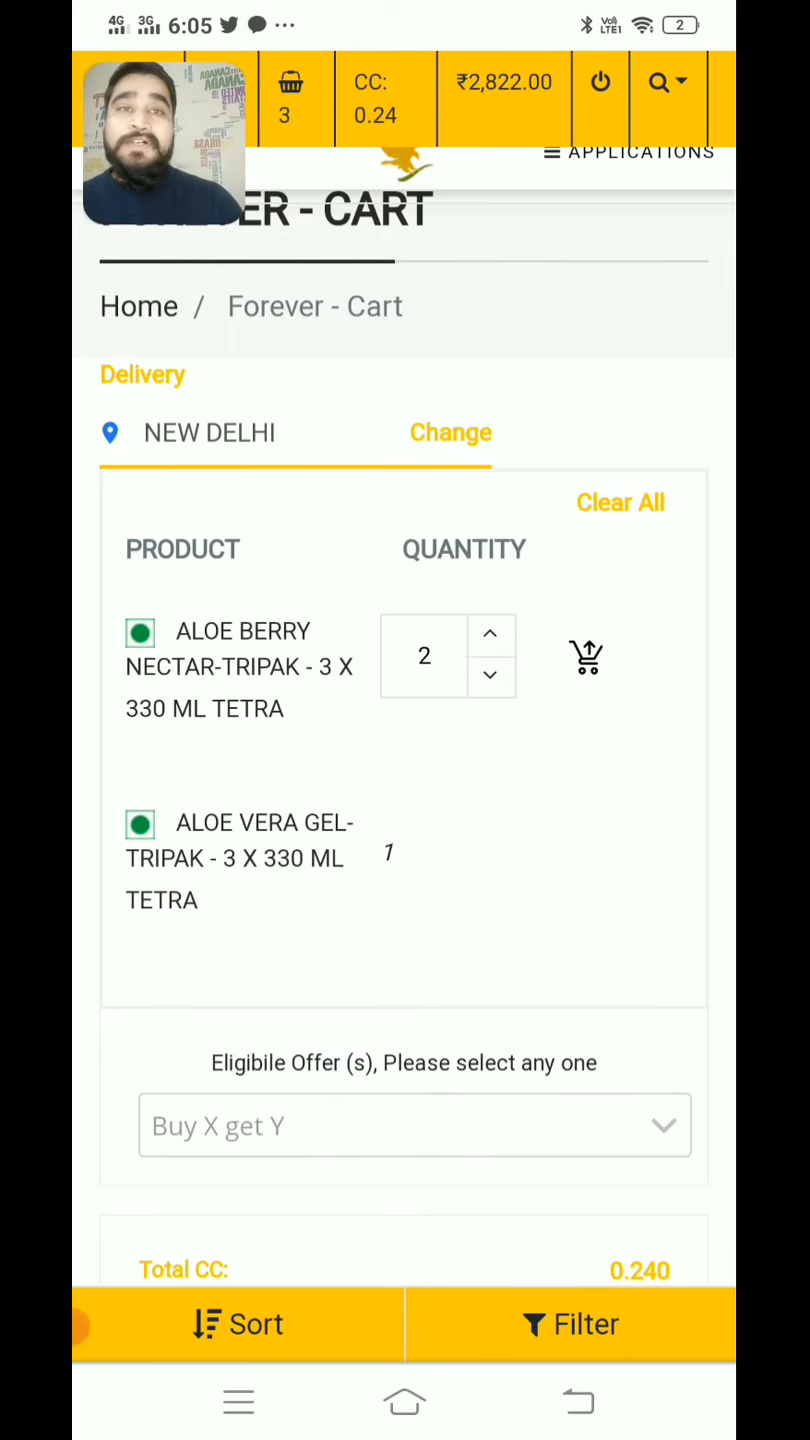 4G 3G 6:05 ... VoI) LTE1 2
3 CC: 0.24 ₹2,822.00
≡ APPLICATIONS
ER - CART
Home / Forever - Cart
Delivery
NEW DELHI Change
Clear All
PRODUCT QUANTITY
ALOE BERRY
NECTAR-TRIPAK - 3 X
330 ML TETRA
2
ALOE VERA GEL-
TRIPAK - 3 X 330 ML
TETRA
1
Eligibile Offer (s), Please select any one
Buy X get Y
Total CC: 0.240
Sort Filter